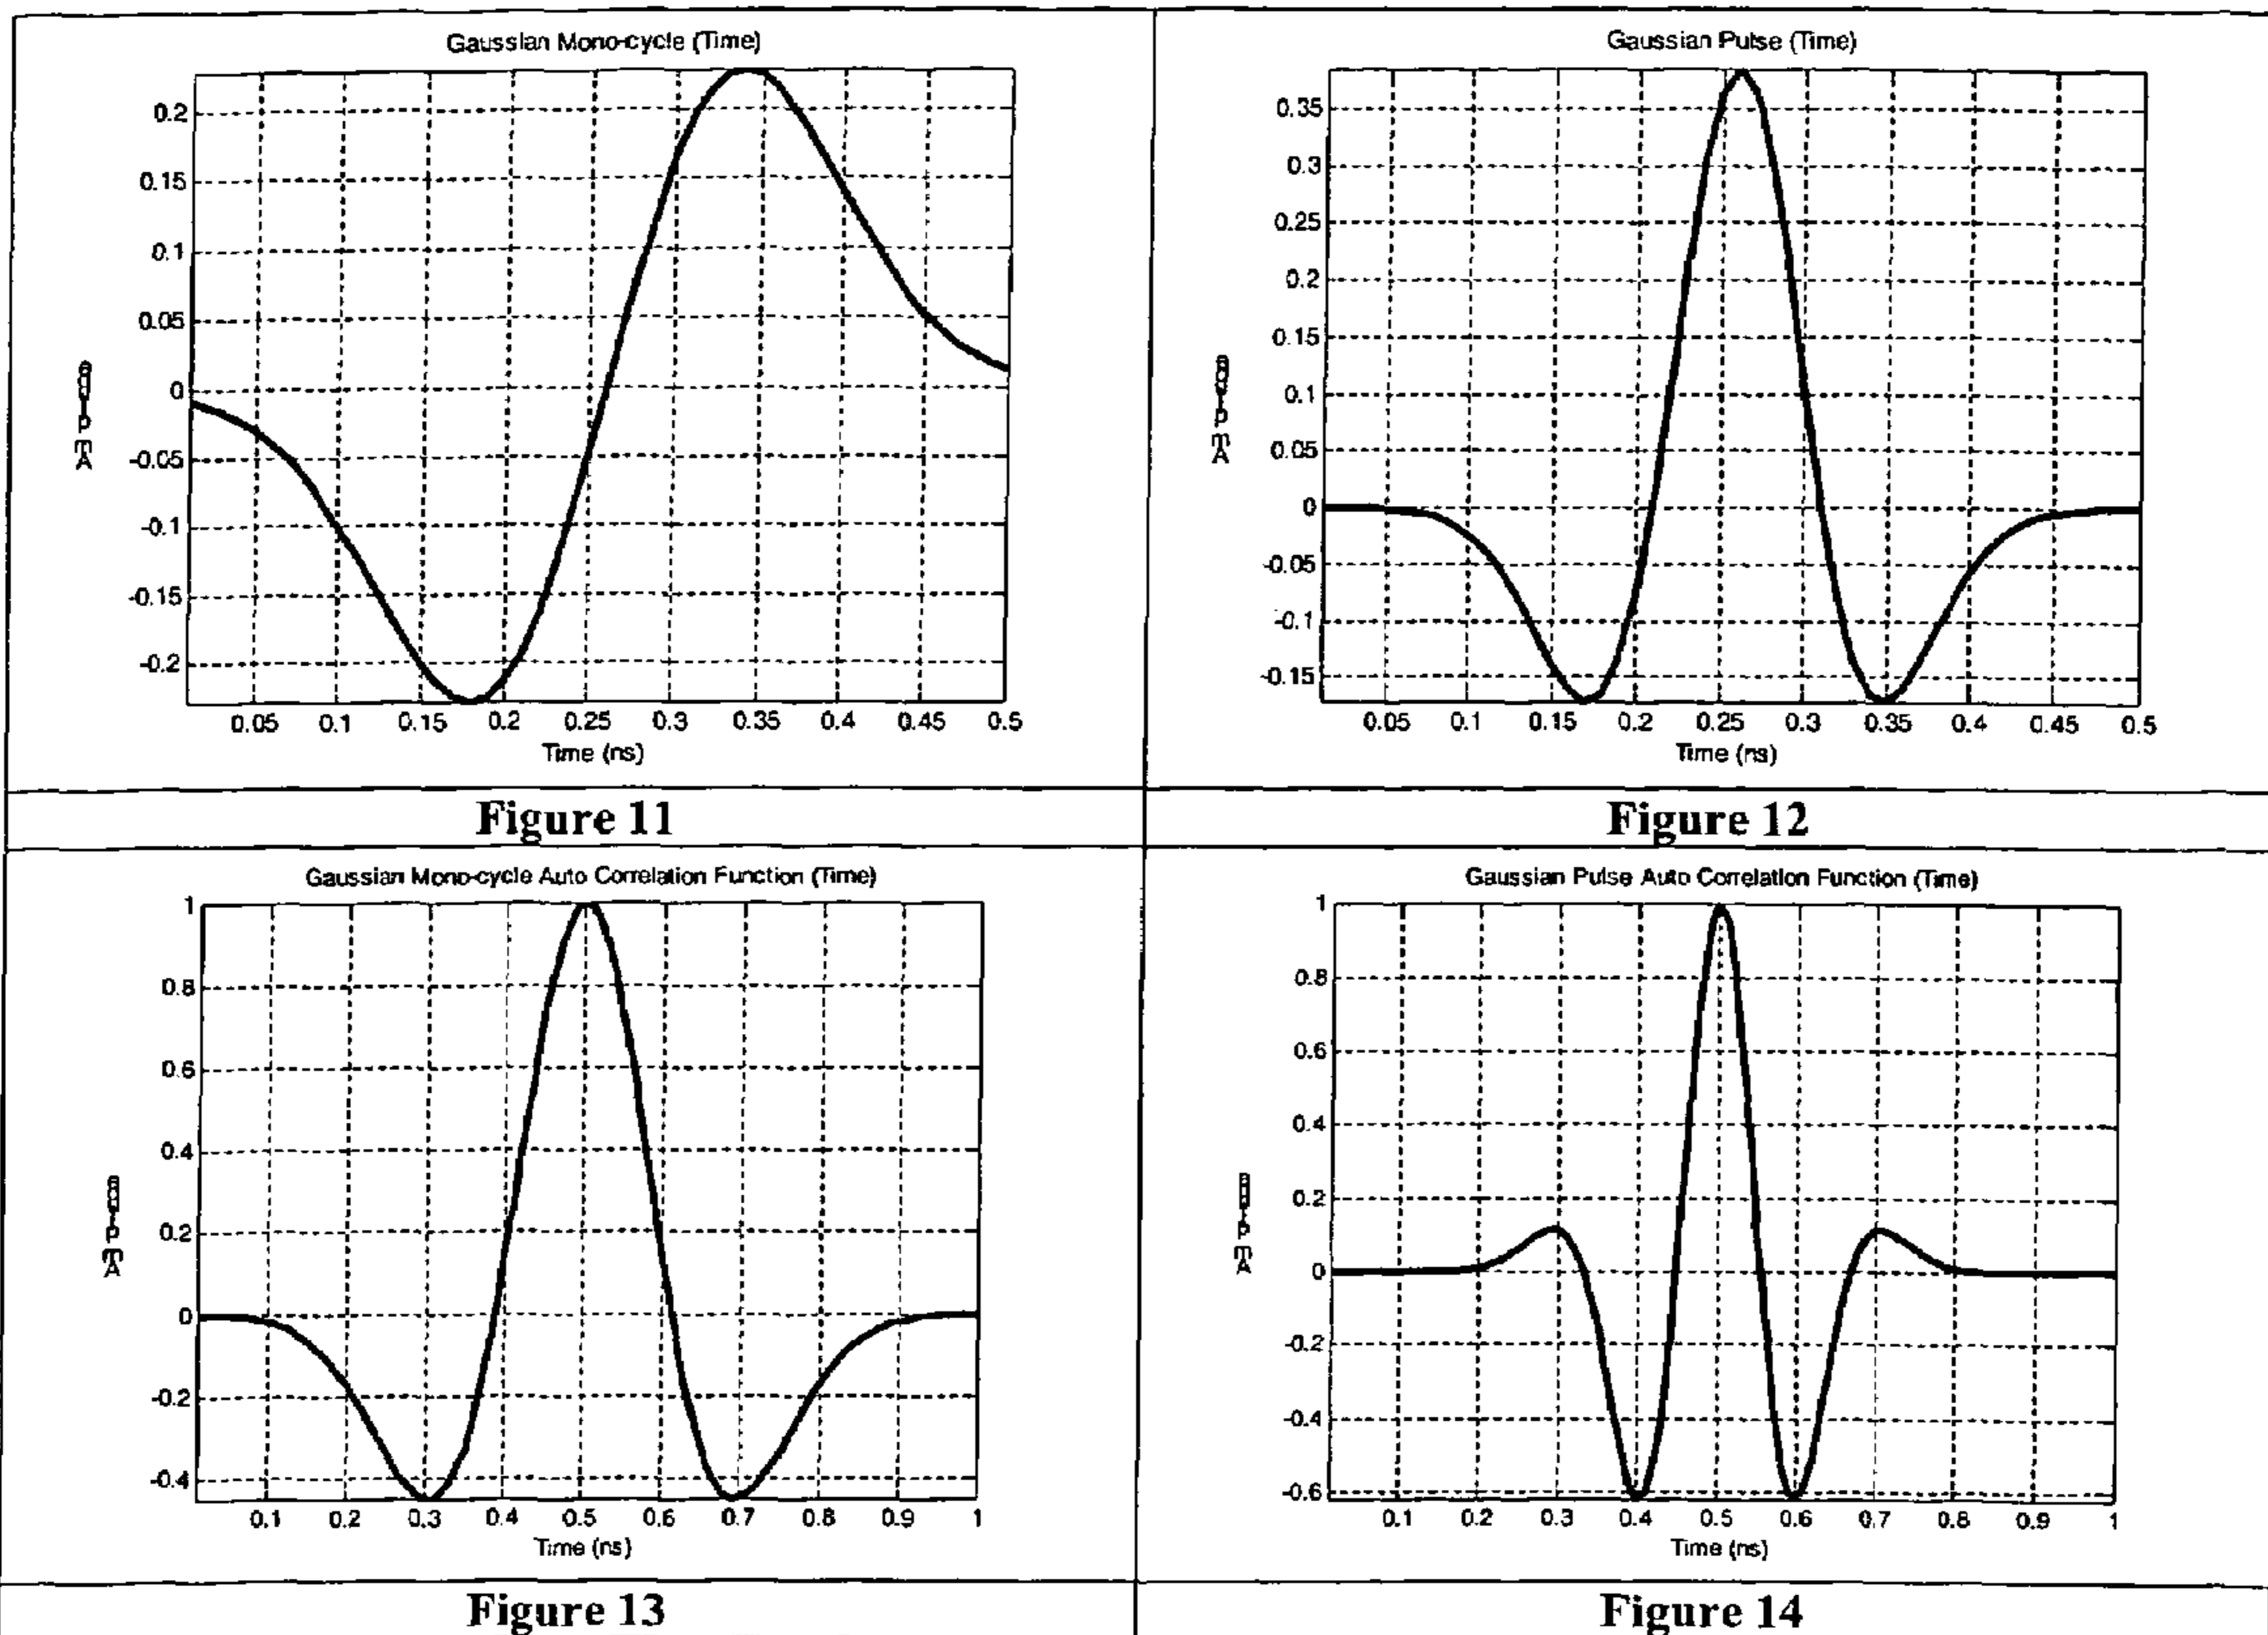 Gaussian Mono-cycle (Time)
0.2
0.15
0.1
0.05
0
-0.05
-0.1
-0.15
-0.2
0.05 0.1 0.15 0.2 0.25 0.3 0.35 0.4 0.45 0.5
Time (ns)
Figure 11
Gaussian Pulse (Time)
0.35
0.3
0.25
0.2
0.15
0.1
0.05
0
-0.05
-0.1
-0.15
0.05 0.1 0.15 0.2 0.25 0.3 0.35 0.4 0.45 0.5
Time (ns)
Figure 12
Gaussian Mono-cycle Auto Correlation Function (Time)
1
0.8
0.6
0.4
0.2
0
-0.2
-0.4
0.1 0.2 0.3 0.4 0.5 0.6 0.7 0.8 0.9 1
Time (ns)
Figure 13
Gaussian Pulse Auto Correlation Function (Time)
1
0.8
0.6
0.4
0.2
0
-0.2
-0.4
-0.6
0.1 0.2 0.3 0.4 0.5 0.6 0.7 0.8 0.9 1
Time (ns)
Figure 14